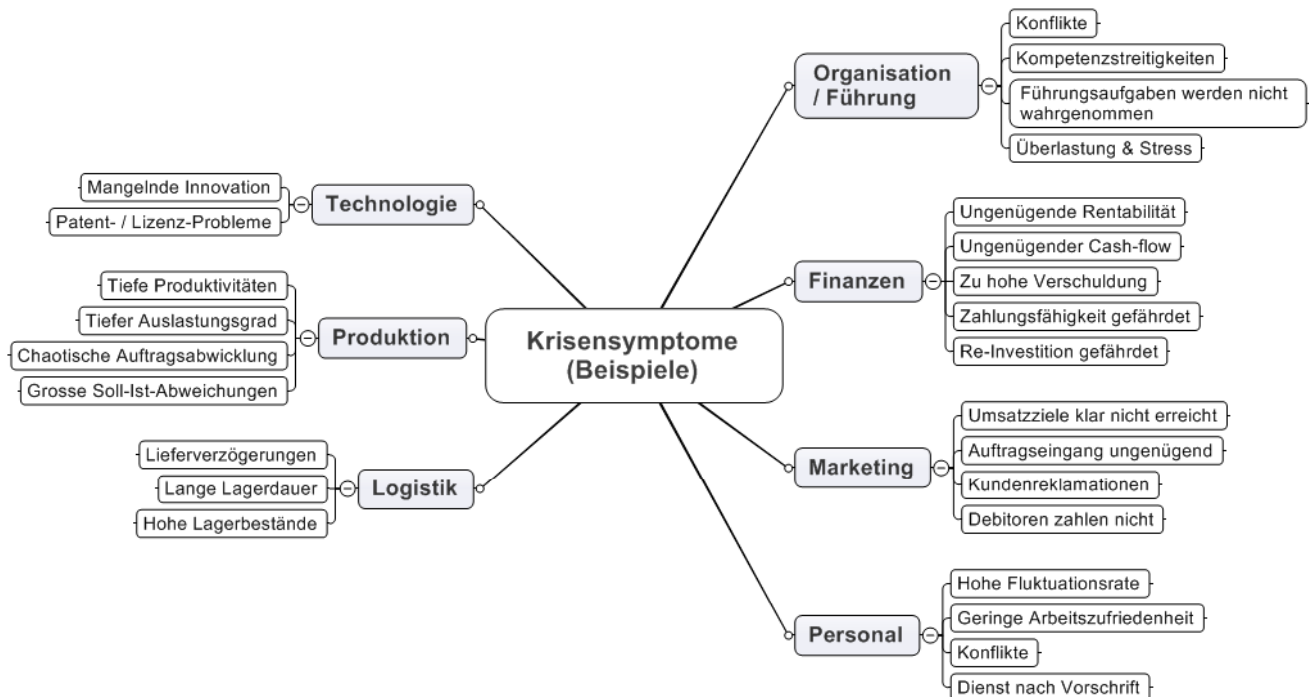 Krisensymptome
(Beispiele)
Organisation
/ Führung
Konflikte
Kompetenzstreitigkeiten
Führungsaufgaben werden nicht
wahrgenommen
Überlastung & Stress
Finanzen
Ungenügende Rentabilität
Ungenügender Cash-flow
Zu hohe Verschuldung
Zahlungsfähigkeit gefährdet
Re-Investition gefährdet
Marketing
Umsatzziele klar nicht erreicht
Auftragseingang ungenügend
Kundenreklamationen
Debitoren zahlen nicht
Personal
Hohe Fluktuationsrate
Geringe Arbeitszufriedenheit
Konflikte
Dienst nach Vorschrift
Technologie
Mangelnde Innovation
Patent- / Lizenz-Probleme
Produktion
Tiefe Produktivitäten
Tiefer Auslastungsgrad
Chaotische Auftragsabwicklung
Grosse Soll-Ist-Abweichungen
Logistik
Lieferverzögerungen
Lange Lagerdauer
Hohe Lagerbestände